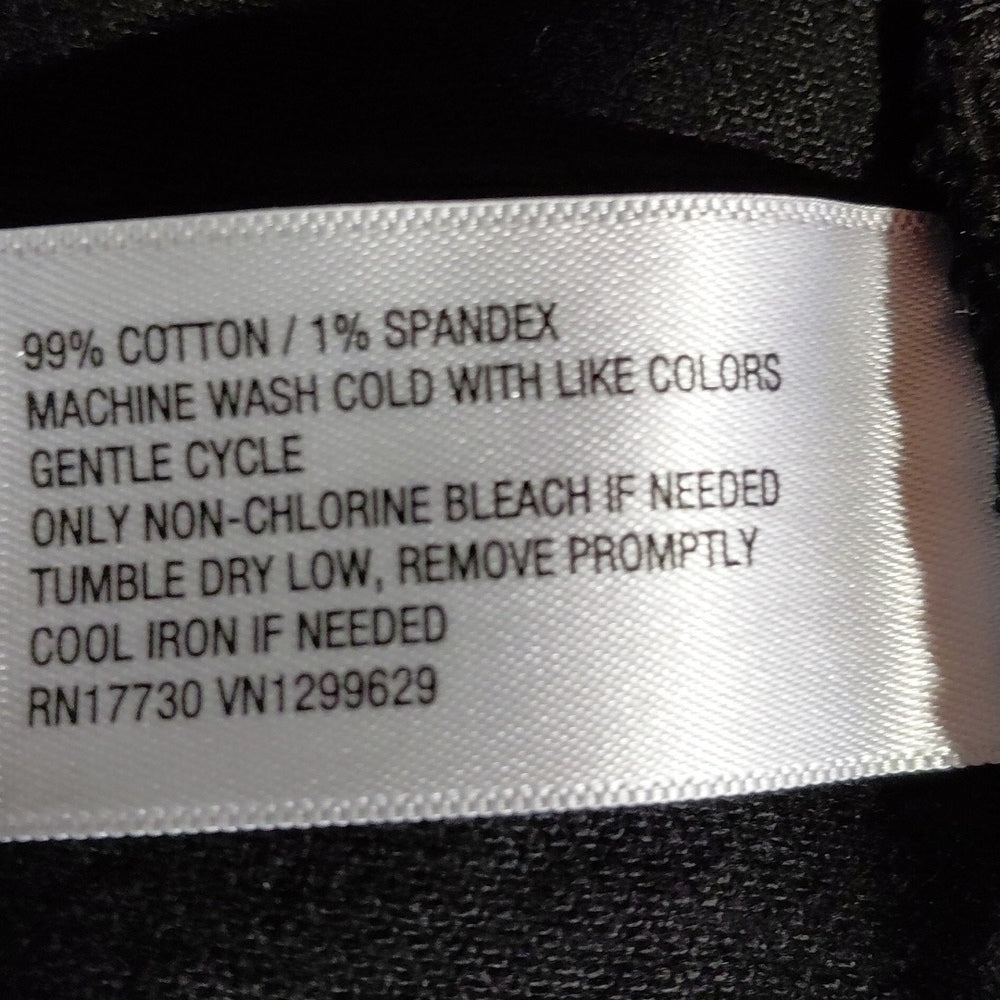 99% COTTON / 1% SPANDEX
MACHINE WASH COLD WITH LIKE COLORS
GENTLE CYCLE
ONLY NON-CHLORINE BLEACH IF NEEDED
TUMBLE DRY LOW, REMOVE PROMPTLY
COOL IRON IF NEEDED
RN17730 VN1299629